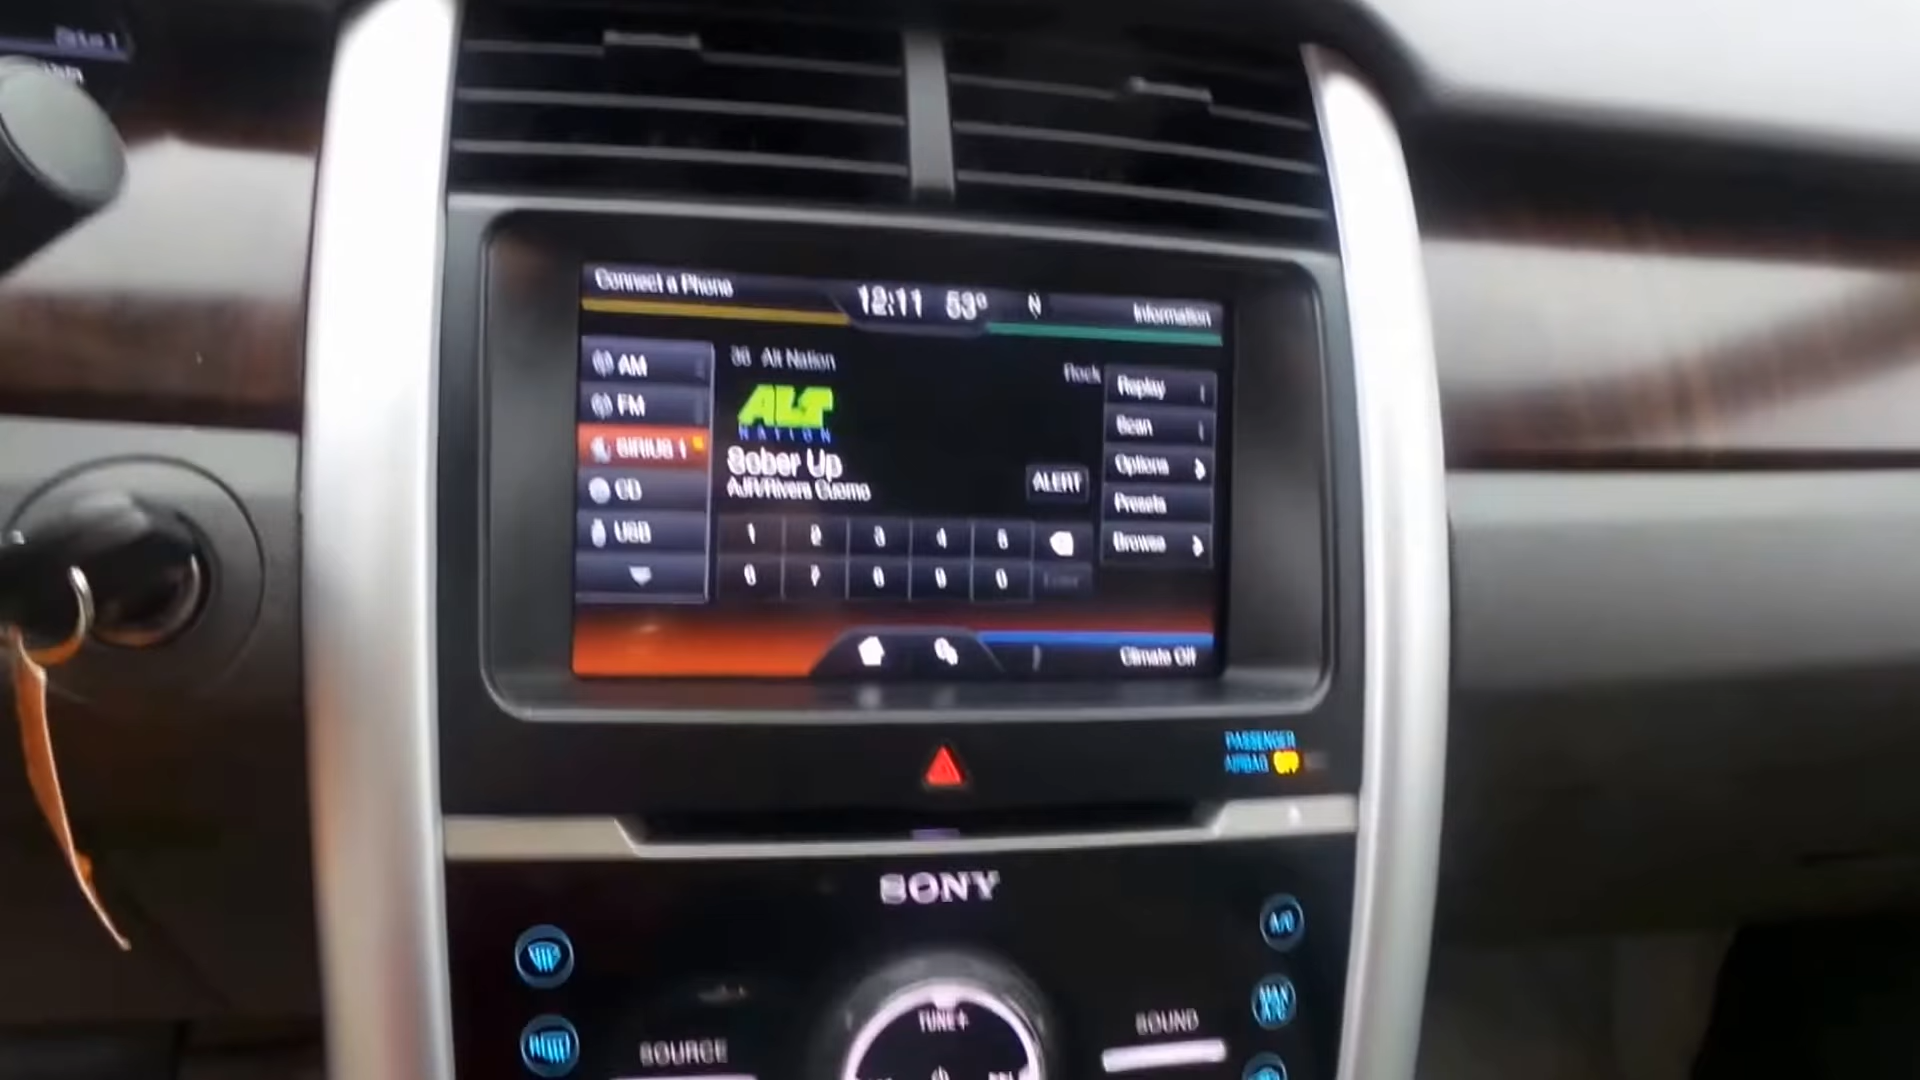 Connect a Phone
12:11 53° N
Information
AM
FM
SIRIUS 1
CD
USB
36 Alt Nation
Rock
ALT
NATION
Sober Up
AJR/Rivers Cuomo
ALERT
1 2 3 4 5
6 7 8 9 0
Replay
Scan
Options
Presets
Browse
Climate Off
PASSENGER
AIRBAG OFF
SONY
A/C
MAX
A/C
TUNE+
SOUND
SOURCE